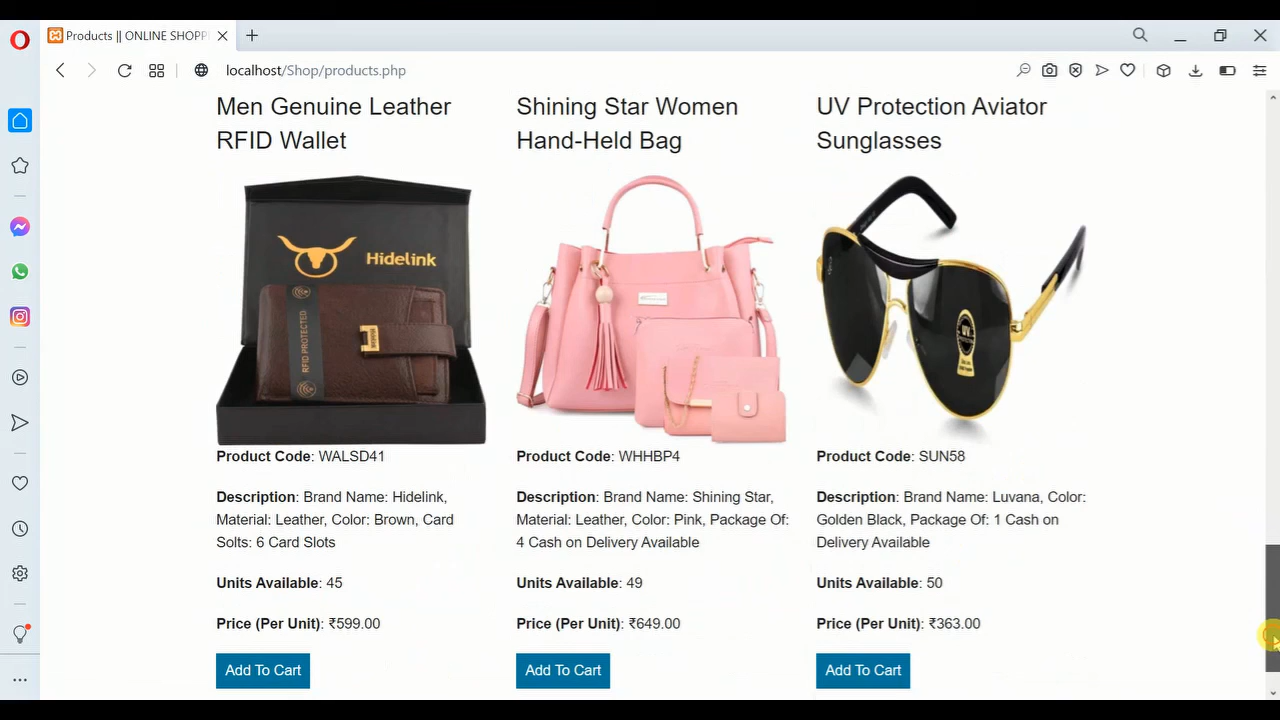 Products || ONLINE SHOPP
localhost/Shop/products.php
Men Genuine Leather
RFID Wallet
Hidelink
RFID PROTECTED
Product Code: WALSD41
Description: Brand Name: Hidelink,
Material: Leather, Color: Brown, Card
Solts: 6 Card Slots
Units Available: 45
Price (Per Unit): ₹599.00
Add To Cart
Shining Star Women
Hand-Held Bag
Product Code: WHHBP4
Description: Brand Name: Shining Star,
Material: Leather, Color: Pink, Package Of:
4 Cash on Delivery Available
Units Available: 49
Price (Per Unit): ₹649.00
Add To Cart
UV Protection Aviator
Sunglasses
UV
Product Code: SUN58
Description: Brand Name: Luvana, Color:
Golden Black, Package Of: 1 Cash on
Delivery Available
Units Available: 50
Price (Per Unit): ₹363.00
Add To Cart